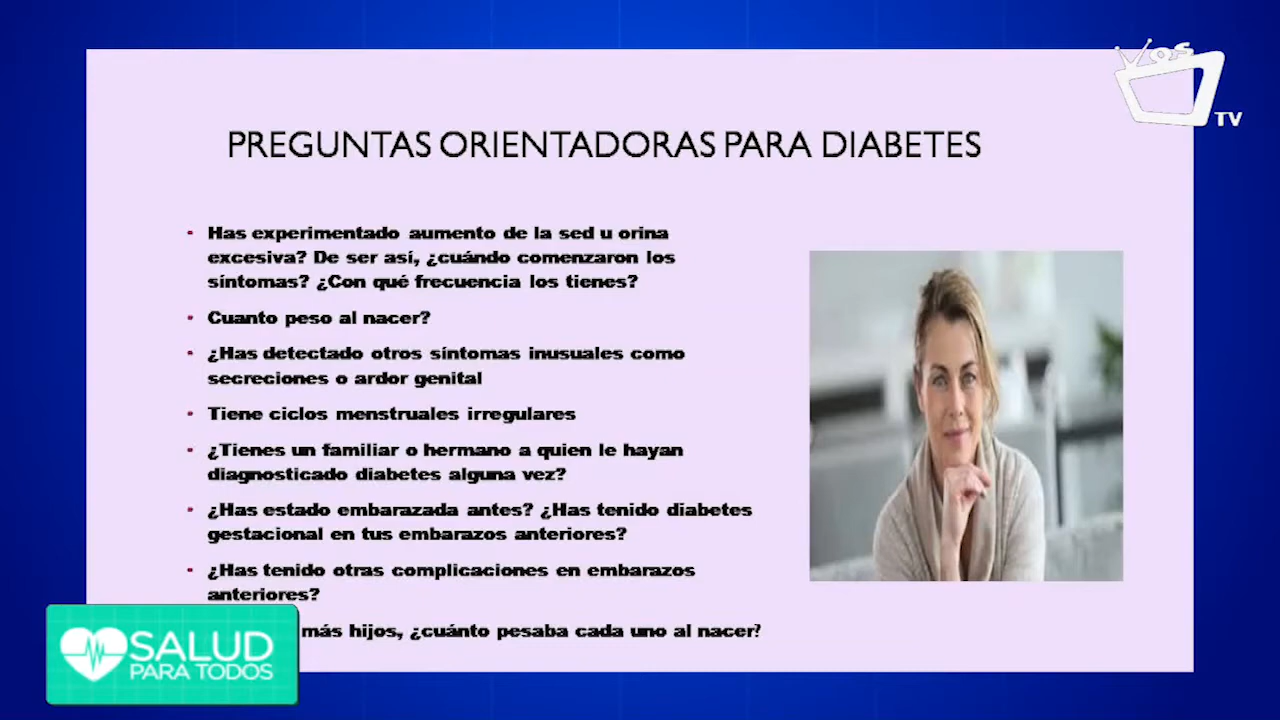 os
TV
PREGUNTAS ORIENTADORAS PARA DIABETES
• Has experimentado aumento de la sed u orina
excesiva? De ser así, ¿cuándo comenzaron los
síntomas? ¿Con qué frecuencia los tienes?
• Cuanto peso al nacer?
• ¿Has detectado otros síntomas inusuales como
secreciones o ardor genital
• Tiene ciclos menstruales irregulares
• ¿Tienes un familiar o hermano a quien le hayan
diagnosticado diabetes alguna vez?
• ¿Has estado embarazada antes? ¿Has tenido diabetes
gestacional en tus embarazos anteriores?
• ¿Has tenido otras complicaciones en embarazos
anteriores?
más hijos, ¿cuánto pesaba cada uno al nacer?
SALUD
PARA TODOS